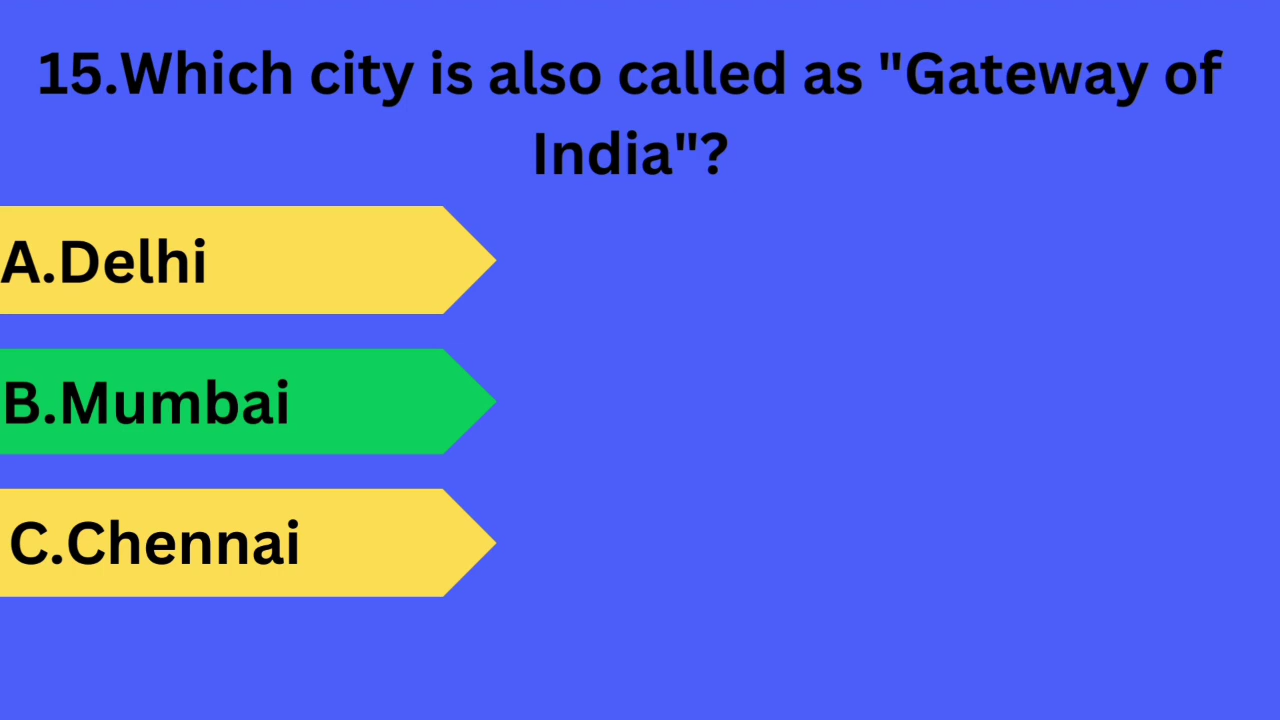 15.Which city is also called as "Gateway of
India"?
A.Delhi
B.Mumbai
C.Chennai